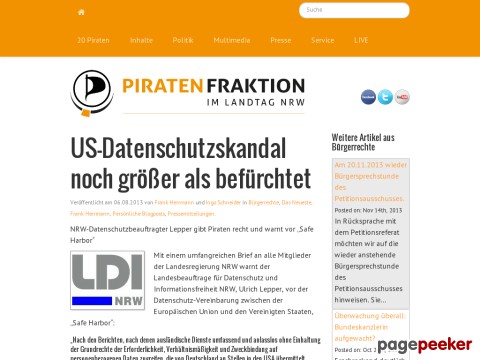 Suche
20 Piraten Inhalte Politik Multimedia Presse Service LIVE
PIRATENFRAKTION
IM LANDTAG NRW
US-Datenschutzskandal
noch größer als befürchtet
Veröffentlicht am 06.08.2013 von Frank Herrmann und Ingo Schneider in Bürgerrechte, Das Neueste,
Frank Herrmann, Persönliche Blogposts, Pressemitteilungen.
NRW-Datenschutzbeauftragter Lepper gibt Piraten recht und warnt vor „Safe
Harbor“
LDI
NRW
Mit einem umfangreichen Brief an alle Mitglieder
der Landesregierung NRW warnt der
Landesbeauftrage für Datenschutz und
Informationsfreiheit NRW, Ulrich Lepper, vor der
Datenschutz-Vereinbarung zwischen der
Europäischen Union und den Vereinigten Staaten,
„Safe Harbor“:
„Nach den Berichten, nach denen ausländische Dienste umfassend und anlasslos ohne Einhaltung
der Grundrechte der Erforderlichkeit, Verhältnismäßigkeit und Zweckbindung auf
personenbezogenen Daten zugreifen, die von Deutschland an Stellen in den USA übermittelt
Weitere Artikel aus
Bürgerrechte
Am 20.11.2013 wieder
Bürgersprechstunde
des
Petitionsausschusses.
Posted on: Nov 14th, 2013
In Rücksprache mit
dem Petitionsreferat
möchten wir auf die
wieder anstehende
Bürgersprechstunde
des
Petitionsausschusses
hinweisen. Sie...
Überwachung überall:
Bundeskanzlerin
aufgewacht?
Posted on: Oct 2
pagepeeker